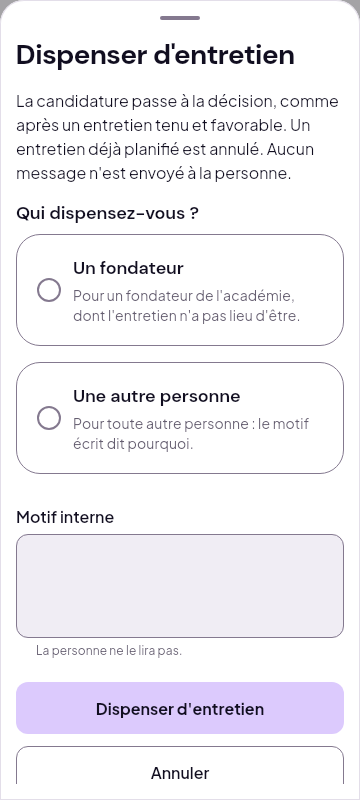 Dispenser d'entretien
La candidature passe à la décision, comme
après un entretien tenu et favorable. Un
entretien déjà planifié est annulé. Aucun
message n'est envoyé à la personne.
Qui dispensez-vous ?
Un fondateur
Pour un fondateur de l'académie,
dont l'entretien n'a pas lieu d'être.
Une autre personne
Pour toute autre personne : le motif
écrit dit pourquoi.
Motif interne
La personne ne le lira pas.
Dispenser d'entretien
Annuler